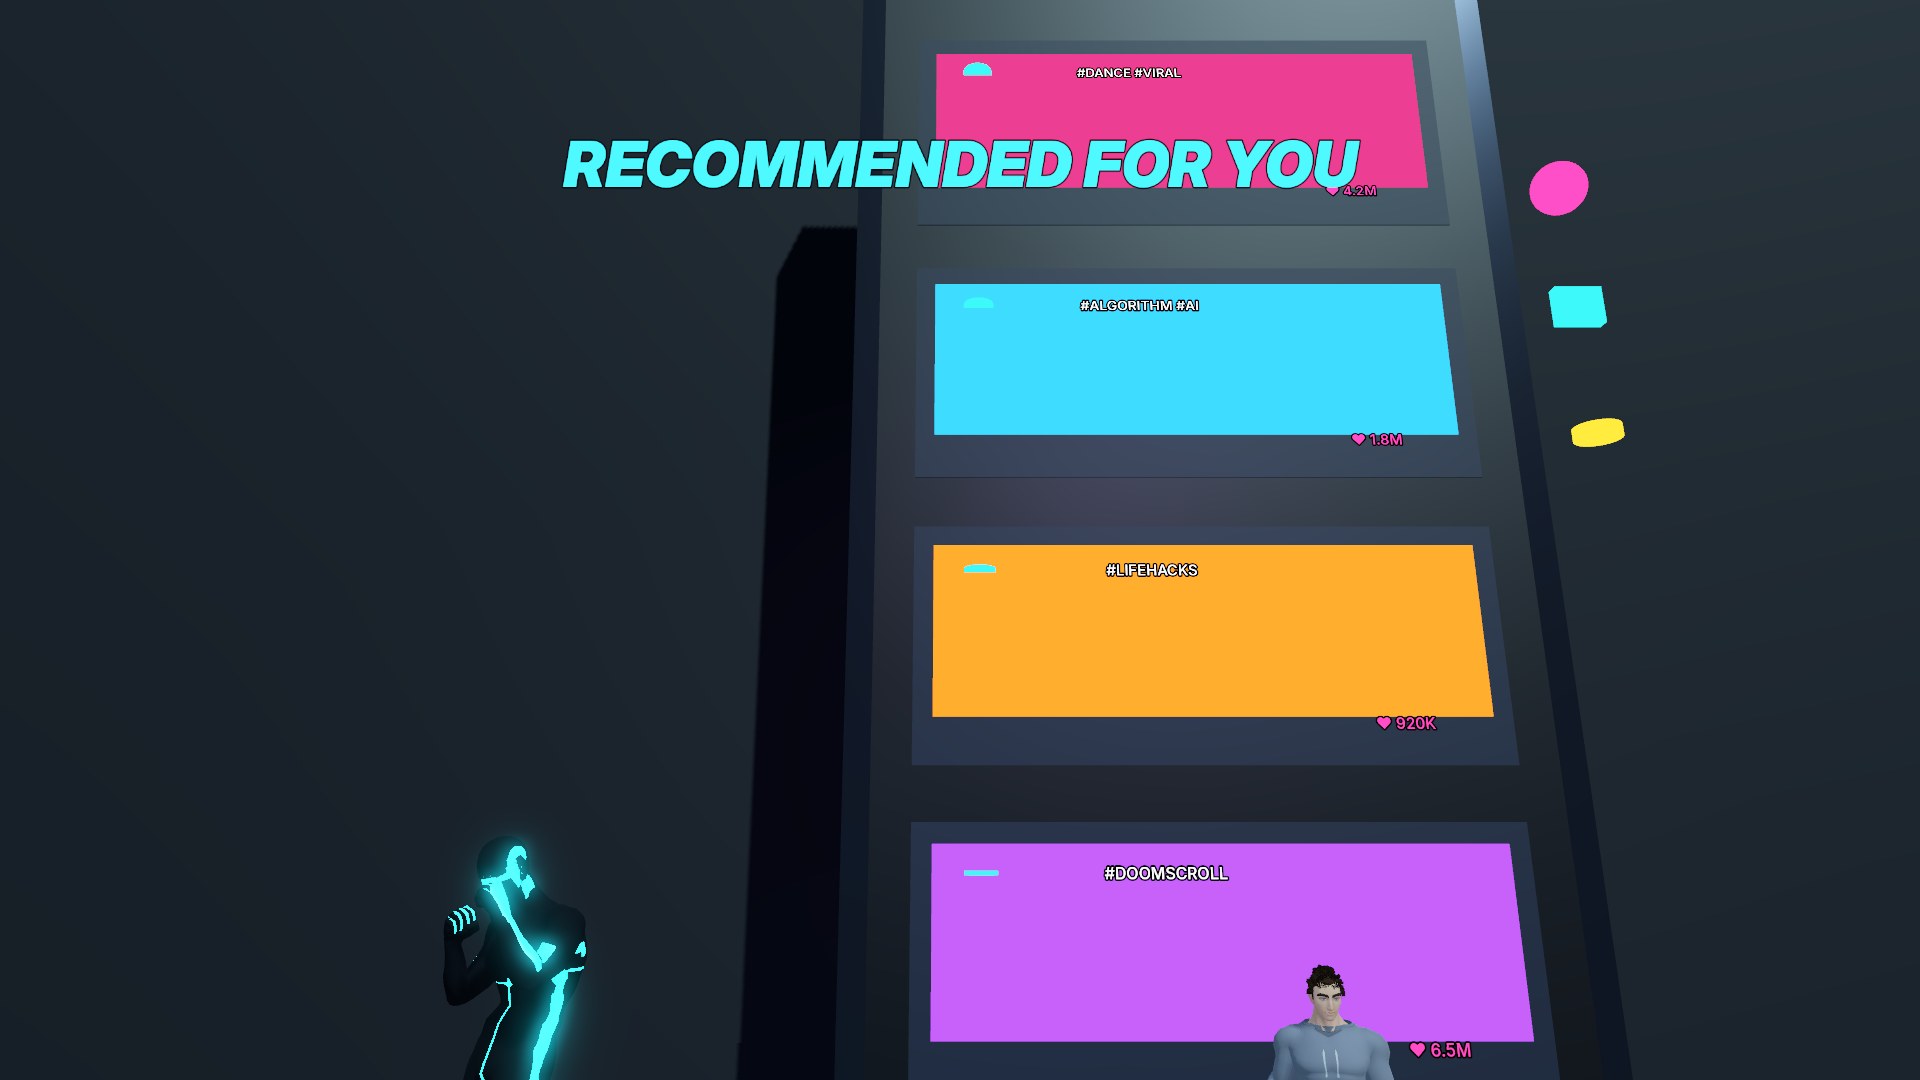 #DANCE #VIRAL
RECOMMENDED FOR YOU
4.2M
#ALGORITHM #AI
1.8M
#LIFEHACKS
920K
#DOOMSCROLL
6.5M